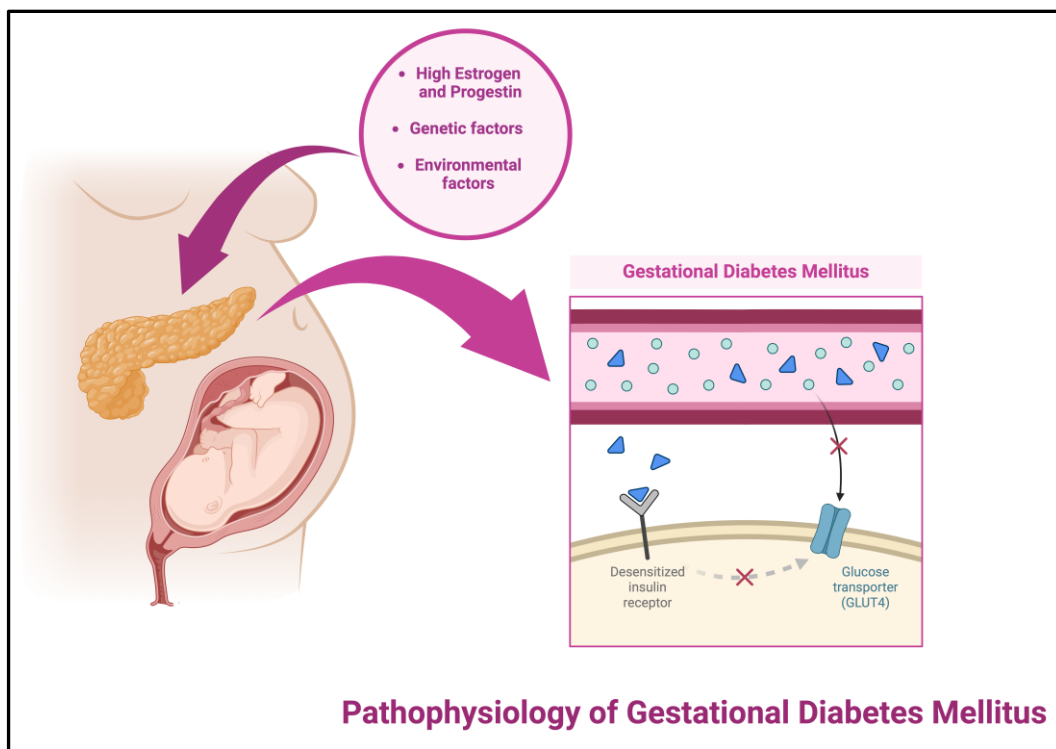 • High Estrogen
and Progestin
• Genetic factors
• Environmental
factors
Gestational Diabetes Mellitus
Desensitized
insulin
receptor
Glucose
transporter
(GLUT4)
Pathophysiology of Gestational Diabetes Mellitus